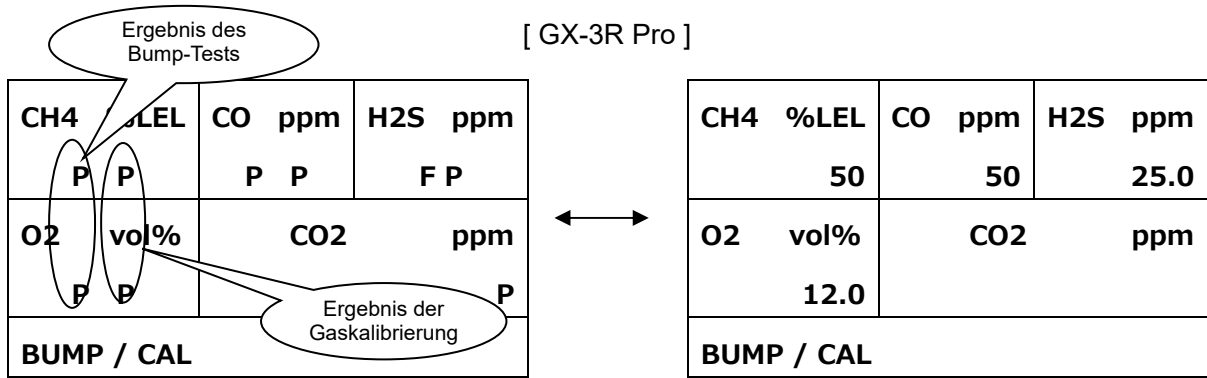 Ergebnis des
Bump-Tests
[ GX-3R Pro ]
CH4 %LEL CO ppm H2S ppm
P P P P F P
O2 vol% CO2 ppm
P P P
Ergebnis der
Gaskalibrierung
BUMP / CAL
CH4 %LEL CO ppm H2S ppm
50 50 25.0
O2 vol% CO2 ppm
12.0
BUMP / CAL